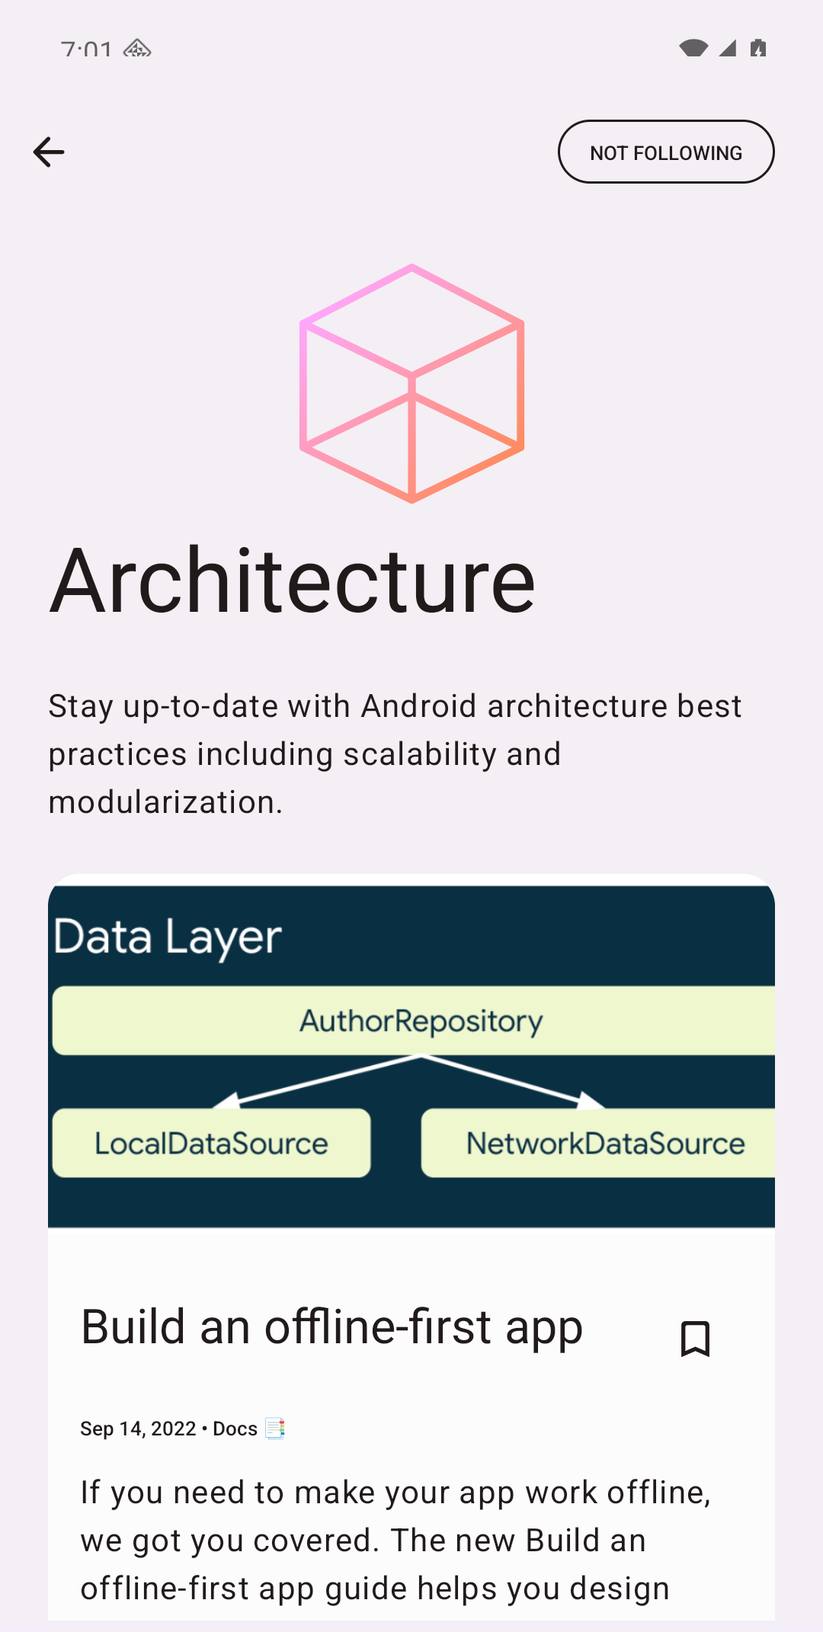 7:01
NOT FOLLOWING
Architecture
Stay up-to-date with Android architecture best
practices including scalability and
modularization.
Data Layer
AuthorRepository
LocalDataSource
NetworkDataSource
Build an offline-first app
Sep 14, 2022 • Docs 📑
If you need to make your app work offline,
we got you covered. The new Build an
offline-first app guide helps you design